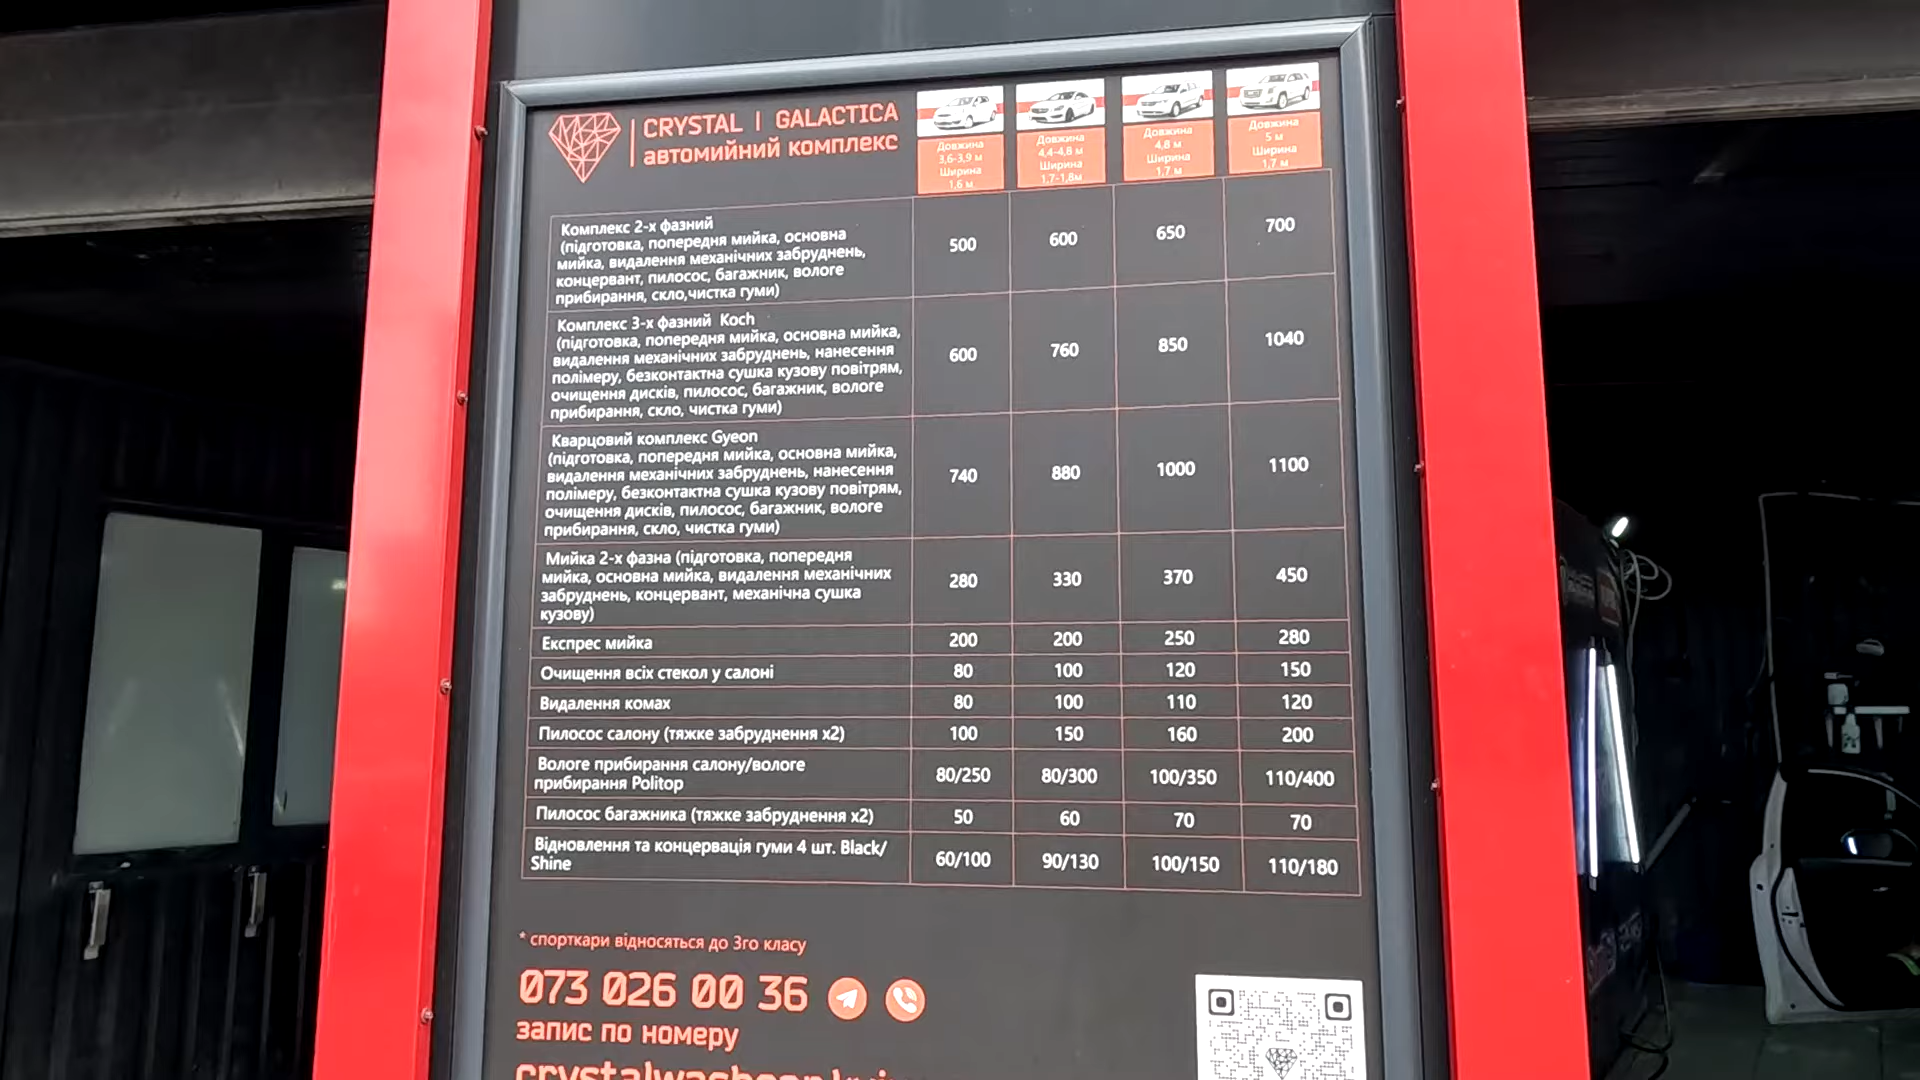 CRYSTAL | GALACTICA
автомийний комплекс
Довжина
3,6-3,9 м
Ширина
1,6 м
Довжина
4,4-4,8 м
Ширина
1,7-1,8м
Довжина
4,8 м
Ширина
1,7 м
Довжина
5 м
Ширина
1,7 м
Комплекс 2-х фазний
(підготовка, попередня мийка, основна
мийка, видалення механічних забруднень,
концервант, пилосос, багажник, вологе
прибирання, скло,чистка гуми)
500 600 650 700
Комплекс 3-х фазний Koch
(підготовка, попередня мийка, основна мийка,
видалення механічних забруднень, нанесення
полімеру, безконтактна сушка кузову повітрям,
очищення дисків, пилосос, багажник, вологе
прибирання, скло, чистка гуми)
600 760 850 1040
Кварцовий комплекс Gyeon
(підготовка, попередня мийка, основна мийка,
видалення механічних забруднень, нанесення
полімеру, безконтактна сушка кузову повітрям,
очищення дисків, пилосос, багажник, вологе
прибирання, скло, чистка гуми)
740 880 1000 1100
Мийка 2-х фазна (підготовка, попередня
мийка, основна мийка, видалення механічних
забруднень, концервант, механічна сушка
кузову)
280 330 370 450
Експрес мийка 200 200 250 280
Очищення всіх стекол у салоні 80 100 120 150
Видалення комах 80 100 110 120
Пилосос салону (тяжке забруднення х2) 100 150 160 200
Вологе прибирання салону/вологе
прибирання Politop
80/250 80/300 100/350 110/400
Пилосос багажника (тяжке забруднення х2) 50 60 70 70
Відновлення та концервація гуми 4 шт. Black/
Shine
60/100 90/130 100/150 110/180
* спорткари відносяться до 3го класу
073 026 00 36
запис по номеру